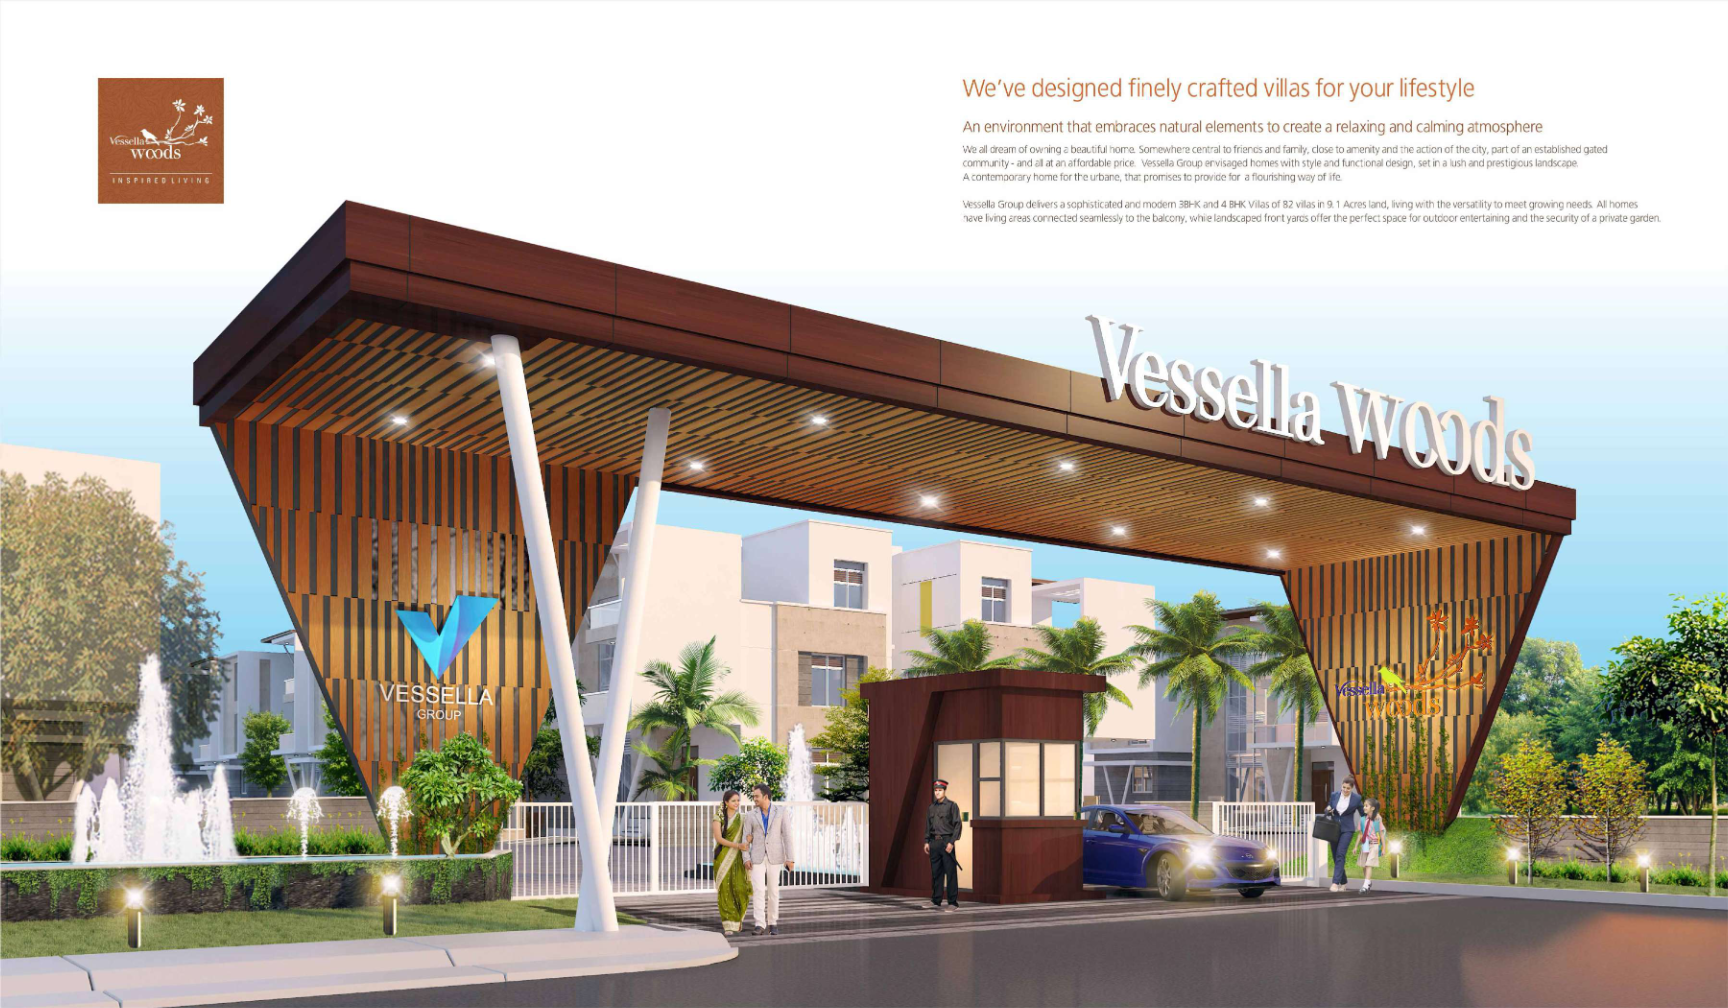 Vessella
woods
INSPIRED LIVING
We've designed finely crafted villas for your lifestyle
An environment that embraces natural elements to create a relaxing and calming atmosphere
We all dream of owning a beautiful home. Somewhere central to friends and family, close to amenity and the action of the city, part of an established gated
community - and all at an affordable price. Vessella Group envisaged homes with style and functional design, set in a lush and prestigious landscape.
A contemporary home for the urbane, that promises to provide for a flourishing way of life.
Vessella Group delivers a sophisticated and modern 3BHK and 4 BHK Villas of 82 villas in 9.1 Acres land, living with the versatility to meet growing needs. All homes
have living areas connected seamlessly to the balcony, while landscaped front yards offer the perfect space for outdoor entertaining and the security of a private garden.
Vessella woods
VESSELLA
GROUP
Vessella
woods